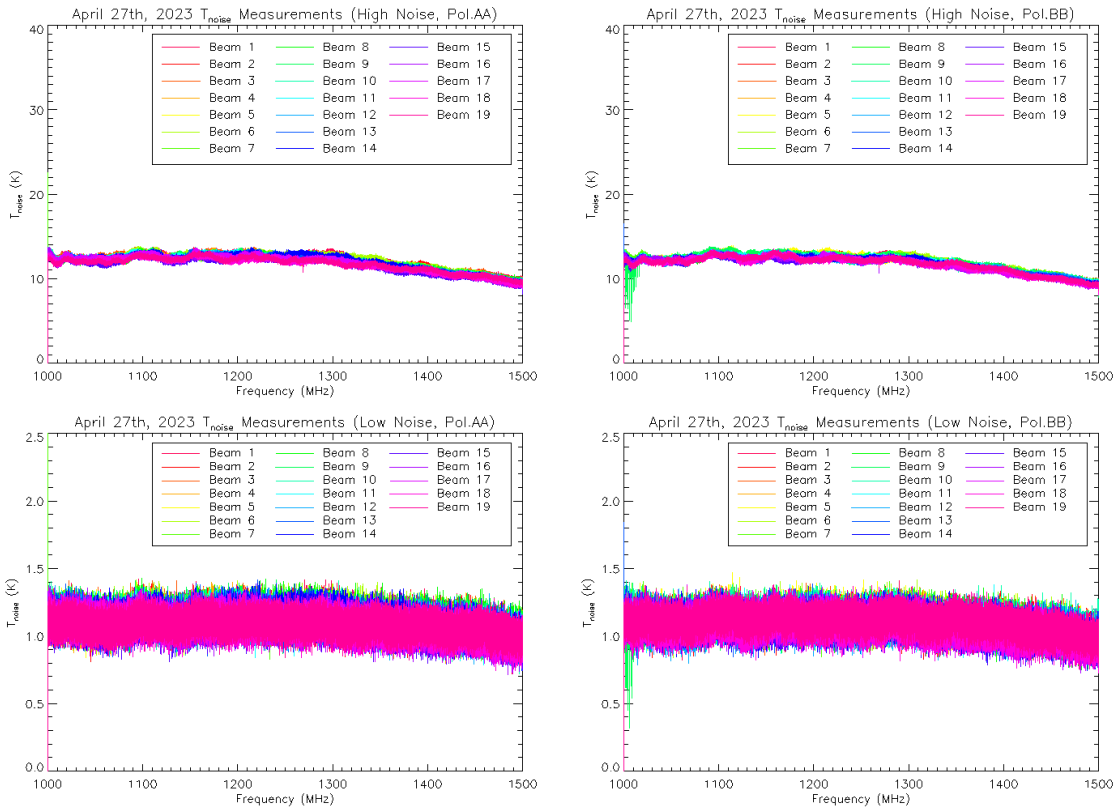 April 27th, 2023 Tnoise Measurements (High Noise, Pol.AA)
40
30
20
10
0
Tnoise (K)
Beam 1 Beam 8 Beam 15
Beam 2 Beam 9 Beam 16
Beam 3 Beam 10 Beam 17
Beam 4 Beam 11 Beam 18
Beam 5 Beam 12 Beam 19
Beam 6 Beam 13
Beam 7 Beam 14
1000 1100 1200 1300 1400 1500
Frequency (MHz)
April 27th, 2023 Tnoise Measurements (High Noise, Pol.BB)
40
30
20
10
0
Tnoise (K)
Beam 1 Beam 8 Beam 15
Beam 2 Beam 9 Beam 16
Beam 3 Beam 10 Beam 17
Beam 4 Beam 11 Beam 18
Beam 5 Beam 12 Beam 19
Beam 6 Beam 13
Beam 7 Beam 14
1000 1100 1200 1300 1400 1500
Frequency (MHz)
April 27th, 2023 Tnoise Measurements (Low Noise, Pol.AA)
2.5
2.0
1.5
1.0
0.5
0.0
Tnoise (K)
Beam 1 Beam 8 Beam 15
Beam 2 Beam 9 Beam 16
Beam 3 Beam 10 Beam 17
Beam 4 Beam 11 Beam 18
Beam 5 Beam 12 Beam 19
Beam 6 Beam 13
Beam 7 Beam 14
1000 1100 1200 1300 1400 1500
Frequency (MHz)
April 27th, 2023 Tnoise Measurements (Low Noise, Pol.BB)
2.5
2.0
1.5
1.0
0.5
0.0
Tnoise (K)
Beam 1 Beam 8 Beam 15
Beam 2 Beam 9 Beam 16
Beam 3 Beam 10 Beam 17
Beam 4 Beam 11 Beam 18
Beam 5 Beam 12 Beam 19
Beam 6 Beam 13
Beam 7 Beam 14
1000 1100 1200 1300 1400 1500
Frequency (MHz)